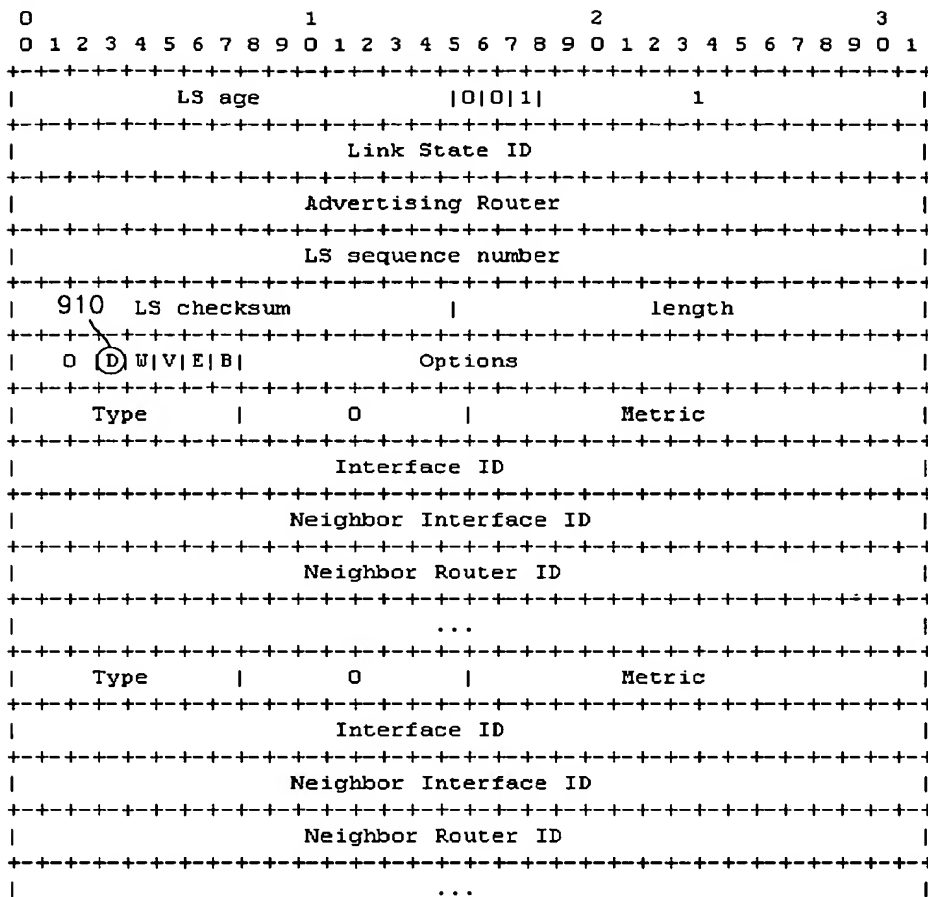 0 1 2 3
0 1 2 3 4 5 6 7 8 9 0 1 2 3 4 5 6 7 8 9 0 1 2 3 4 5 6 7 8 9 0 1
+-+-+-+-+-+-+-+-+-+-+-+-+-+-+-+-+-+-+-+-+-+-+-+-+-+-+-+-+-+-+-+-+
| LS age |0|0|1| 1 |
+-+-+-+-+-+-+-+-+-+-+-+-+-+-+-+-+-+-+-+-+-+-+-+-+-+-+-+-+-+-+-+-+
| Link State ID |
+-+-+-+-+-+-+-+-+-+-+-+-+-+-+-+-+-+-+-+-+-+-+-+-+-+-+-+-+-+-+-+-+
| Advertising Router |
+-+-+-+-+-+-+-+-+-+-+-+-+-+-+-+-+-+-+-+-+-+-+-+-+-+-+-+-+-+-+-+-+
| LS sequence number |
+-+-+-+-+-+-+-+-+-+-+-+-+-+-+-+-+-+-+-+-+-+-+-+-+-+-+-+-+-+-+-+-+
| 910 LS checksum | length |
+-+-+-+-+-+-+-+-+-+-+-+-+-+-+-+-+-+-+-+-+-+-+-+-+-+-+-+-+-+-+-+-+
| 0 |D|W|V|E|B| Options |
+-+-+-+-+-+-+-+-+-+-+-+-+-+-+-+-+-+-+-+-+-+-+-+-+-+-+-+-+-+-+-+-+
| Type | 0 | Metric |
+-+-+-+-+-+-+-+-+-+-+-+-+-+-+-+-+-+-+-+-+-+-+-+-+-+-+-+-+-+-+-+-+
| Interface ID |
+-+-+-+-+-+-+-+-+-+-+-+-+-+-+-+-+-+-+-+-+-+-+-+-+-+-+-+-+-+-+-+-+
| Neighbor Interface ID |
+-+-+-+-+-+-+-+-+-+-+-+-+-+-+-+-+-+-+-+-+-+-+-+-+-+-+-+-+-+-+-+-+
| Neighbor Router ID |
+-+-+-+-+-+-+-+-+-+-+-+-+-+-+-+-+-+-+-+-+-+-+-+-+-+-+-+-+-+-+-+-+
| ... |
+-+-+-+-+-+-+-+-+-+-+-+-+-+-+-+-+-+-+-+-+-+-+-+-+-+-+-+-+-+-+-+-+
| Type | 0 | Metric |
+-+-+-+-+-+-+-+-+-+-+-+-+-+-+-+-+-+-+-+-+-+-+-+-+-+-+-+-+-+-+-+-+
| Interface ID |
+-+-+-+-+-+-+-+-+-+-+-+-+-+-+-+-+-+-+-+-+-+-+-+-+-+-+-+-+-+-+-+-+
| Neighbor Interface ID |
+-+-+-+-+-+-+-+-+-+-+-+-+-+-+-+-+-+-+-+-+-+-+-+-+-+-+-+-+-+-+-+-+
| Neighbor Router ID |
+-+-+-+-+-+-+-+-+-+-+-+-+-+-+-+-+-+-+-+-+-+-+-+-+-+-+-+-+-+-+-+-+
| ... |